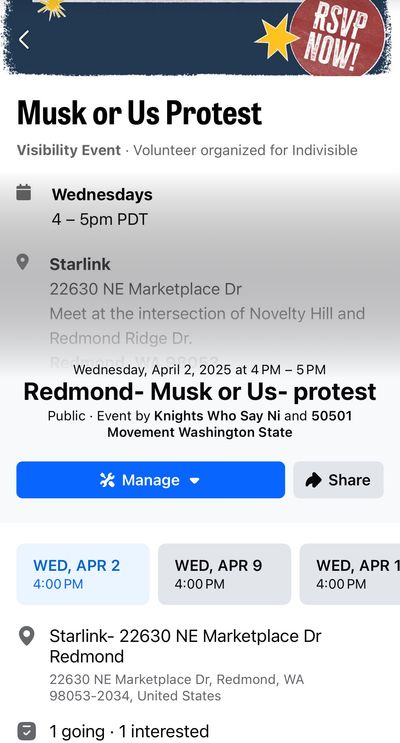 RSVP
NOW!
Musk or Us Protest
Visibility Event · Volunteer organized for Indivisible
Wednesdays
4 – 5pm PDT
Starlink
22630 NE Marketplace Dr
Meet at the intersection of Novelty Hill and
Redmond Ridge Dr.
Redmond, WA 98053
Wednesday, April 2, 2025 at 4 PM – 5 PM
Redmond- Musk or Us- protest
Public · Event by Knights Who Say Ni and 50501
Movement Washington State
Manage
Share
WED, APR 2
4:00 PM
WED, APR 9
4:00 PM
WED, APR 1
4:00 PM
Starlink- 22630 NE Marketplace Dr
Redmond
22630 NE Marketplace Dr, Redmond, WA
98053-2034, United States
1 going · 1 interested